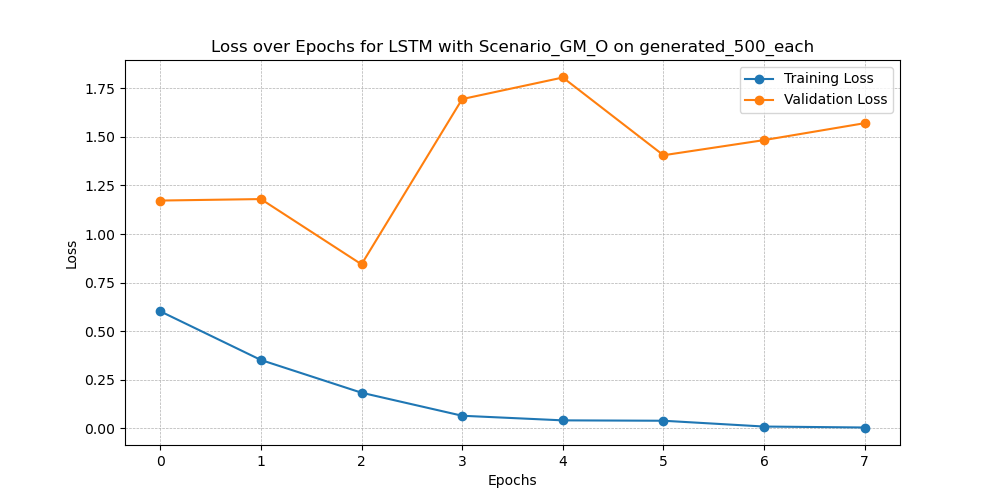 Loss over Epochs for LSTM with Scenario_GM_O on generated_500_each
Training Loss
Validation Loss
1.75
1.50
1.25
1.00
0.75
0.50
0.25
0.00
Loss
0 1 2 3 4 5 6 7
Epochs